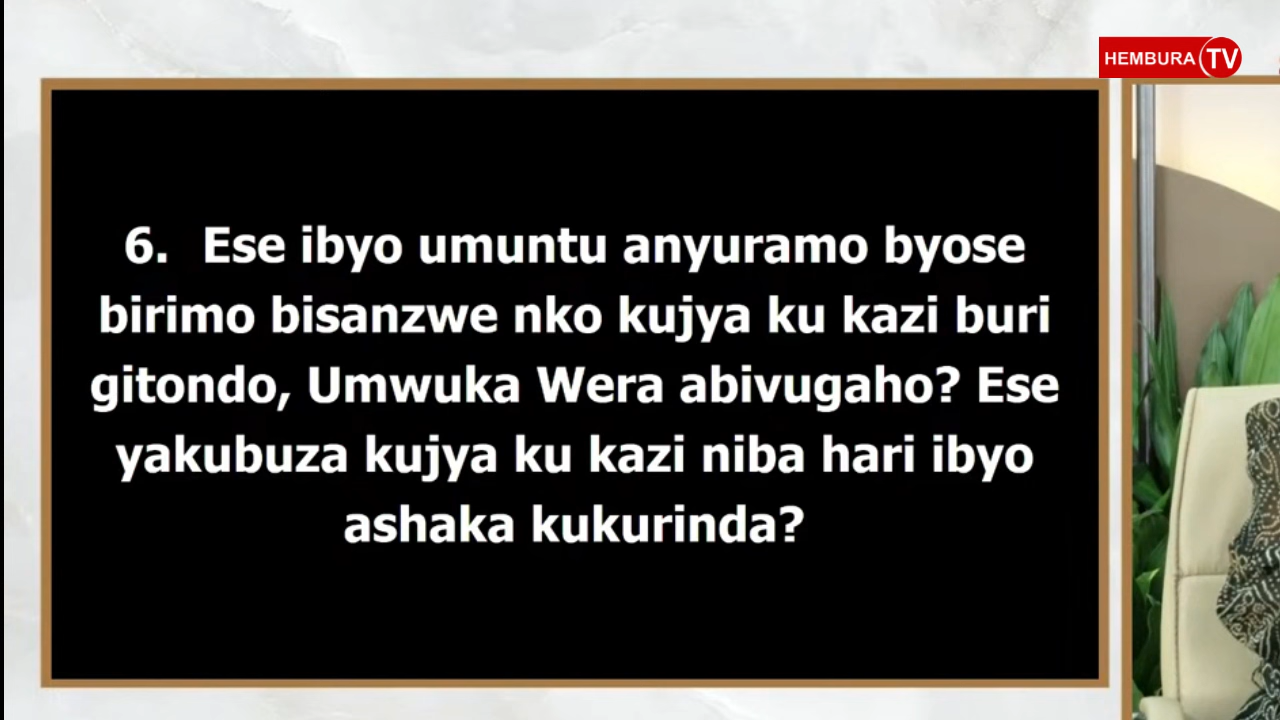 HEMBURA TV
6. Ese ibyo umuntu anyuramo byose
birimo bisanzwe nko kujya ku kazi buri
gitondo, Umwuka Wera abivugaho? Ese
yakubuza kujya ku kazi niba hari ibyo
ashaka kukurinda?